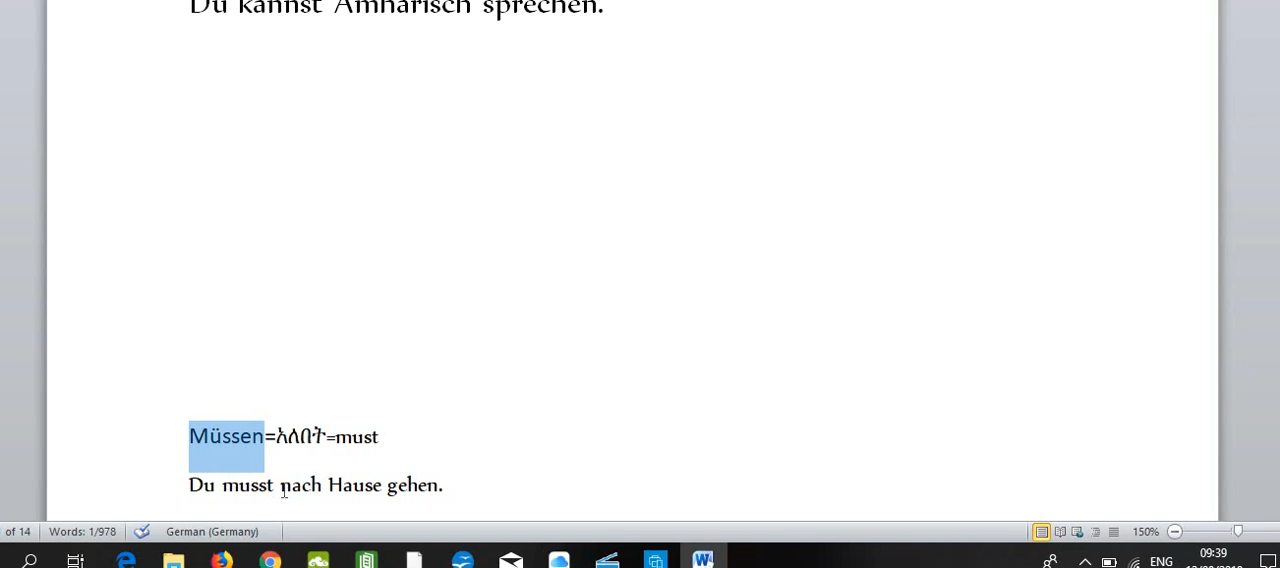 Du kannst Amharisch sprechen.
Müssen=አለበት=must
Du musst nach Hause gehen.
of 14 Words: 1/978 German (Germany) 150%
ENG 09:39